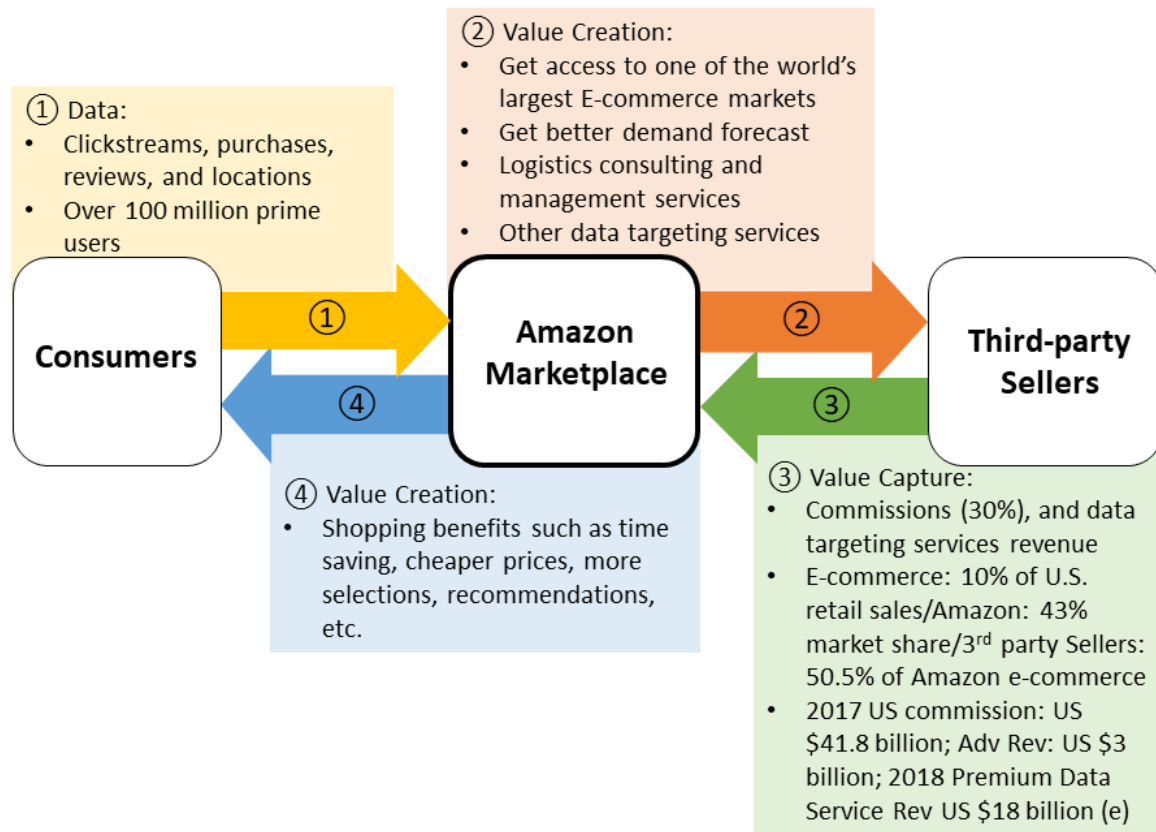 ① Data:
• Clickstreams, purchases,
reviews, and locations
• Over 100 million prime
users
② Value Creation:
• Get access to one of the world’s
largest E-commerce markets
• Get better demand forecast
• Logistics consulting and
management services
• Other data targeting services
Consumers
①
④
Amazon
Marketplace
②
③
Third-party
Sellers
④ Value Creation:
• Shopping benefits such as time
saving, cheaper prices, more
selections, recommendations,
etc.
③ Value Capture:
• Commissions (30%), and data
targeting services revenue
• E-commerce: 10% of U.S.
retail sales/Amazon: 43%
market share/3rd party Sellers:
50.5% of Amazon e-commerce
• 2017 US commission: US
$41.8 billion; Adv Rev: US $3
billion; 2018 Premium Data
Service Rev US $18 billion (e)